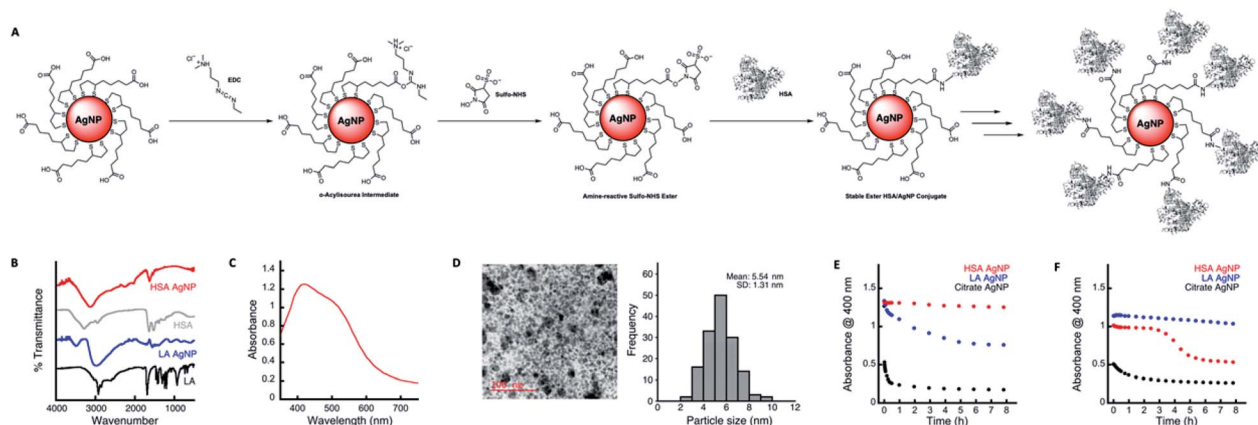 A
AgNP
EDC
AgNP
Sulfo-NHS
AgNP
HSA
AgNP
AgNP
o-Acylisourea Intermediate
Amine-reactive Sulfo-NHS Ester
Stable Ester HSA/AgNP Conjugate
B
HSA AgNP
HSA
LA AgNP
LA
% Transmittance
4000 3000 2000 1000
Wavenumber
C
1.4
1.2
1
0.8
0.6
0.4
0.2
Absorbance
400 500 600 700
Wavelength (nm)
D
Mean: 5.54 nm
SD: 1.31 nm
60
50
40
30
20
10
0
Frequency
0 2 4 6 8 10 12
Particle size (nm)
E
HSA AgNP
LA AgNP
Citrate AgNP
1.5
1
0.5
0
Absorbance @ 400 nm
0 1 2 3 4 5 6 7 8
Time (h)
F
HSA AgNP
LA AgNP
Citrate AgNP
1.5
1
0.5
0
Absorbance @ 400 nm
0 1 2 3 4 5 6 7 8
Time (h)